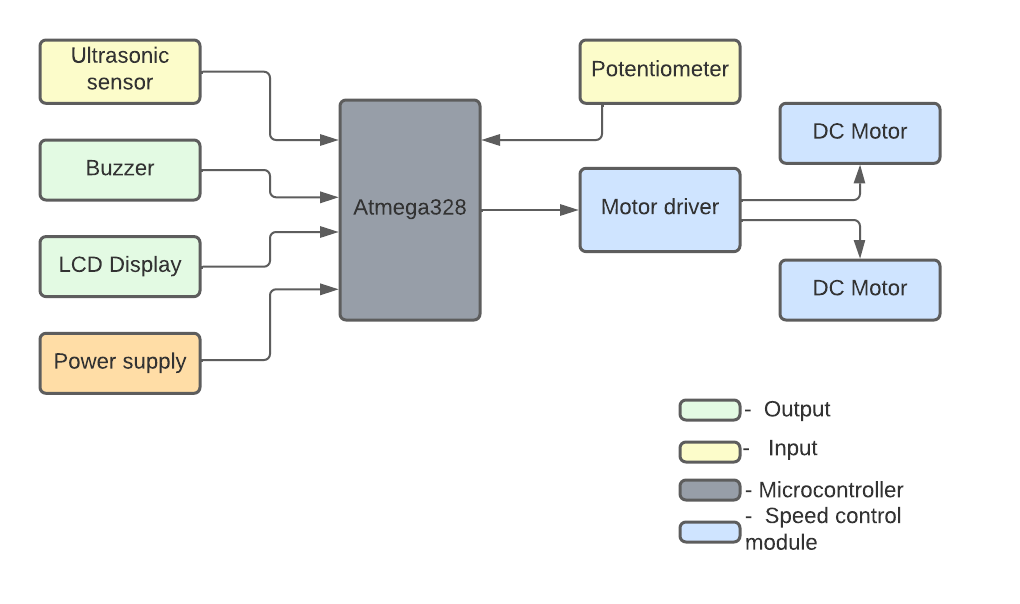 Ultrasonic
sensor
Potentiometer
DC Motor
Buzzer
Atmega328
Motor driver
LCD Display
DC Motor
Power supply
- Output
- Input
- Microcontroller
- Speed control
module